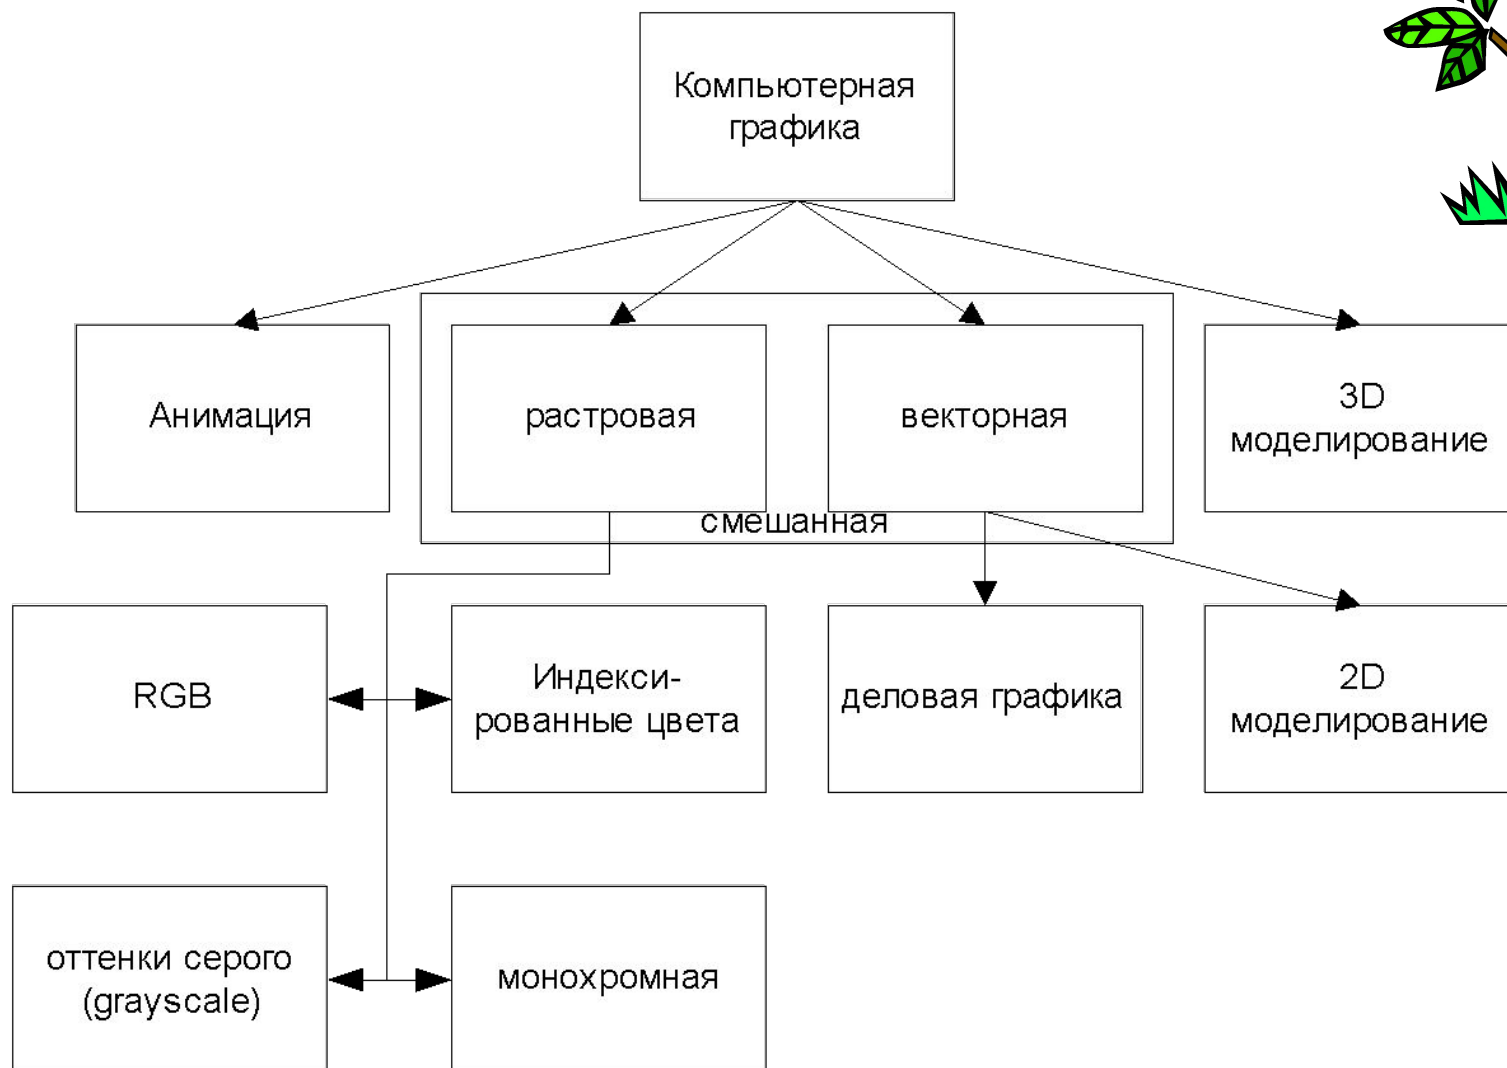 Компьютерная
графика
Анимация
растровая
векторная
3D
моделирование
смешанная
RGB
Индекси-
рованные цвета
деловая графика
2D
моделирование
оттенки серого
(grayscale)
монохромная